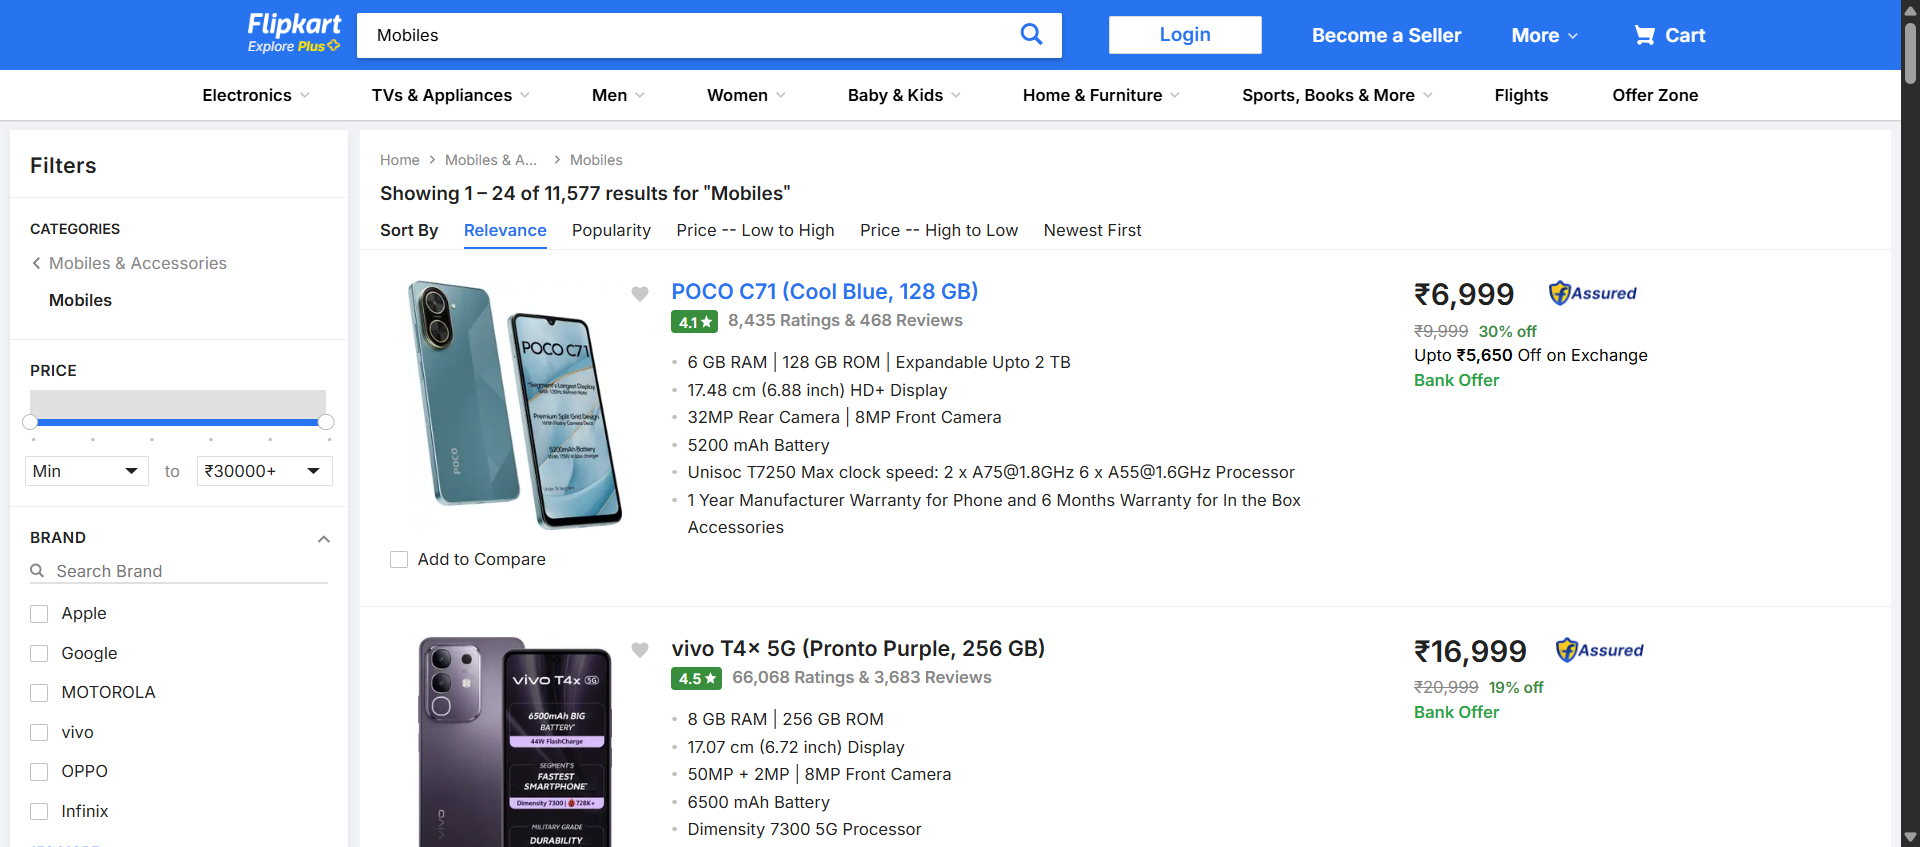 Flipkart
Explore Plus
Mobiles
Login
Become a Seller
More
Cart
Electronics
TVs & Appliances
Men
Women
Baby & Kids
Home & Furniture
Sports, Books & More
Flights
Offer Zone
Filters
CATEGORIES
Mobiles & Accessories
Mobiles
PRICE
Min
to
₹30000+
BRAND
Search Brand
Apple
Google
MOTOROLA
vivo
OPPO
Infinix
Home
Mobiles & A...
Mobiles
Showing 1 – 24 of 11,577 results for "Mobiles"
Sort By
Relevance
Popularity
Price -- Low to High
Price -- High to Low
Newest First
POCO
POCO C71
"Segment's Largest Display
Premium Split Grid Design
5200mAh Battery
Add to Compare
POCO C71 (Cool Blue, 128 GB)
4.1★
8,435 Ratings & 468 Reviews
6 GB RAM | 128 GB ROM | Expandable Upto 2 TB
17.48 cm (6.88 inch) HD+ Display
32MP Rear Camera | 8MP Front Camera
5200 mAh Battery
Unisoc T7250 Max clock speed: 2 x A75@1.8GHz 6 x A55@1.6GHz Processor
1 Year Manufacturer Warranty for Phone and 6 Months Warranty for In the Box
Accessories
₹6,999
Assured
₹9,999 30% off
Upto ₹5,650 Off on Exchange
Bank Offer
vivo
vivo T4x 5G
6500mAh BIG
BATTERY*
44W FlashCharge
SEGMENT'S
FASTEST
SMARTPHONE*
Dimensity 7300 | 728K+
MILITARY GRADE
DURABILITY
vivo T4x 5G (Pronto Purple, 256 GB)
4.5★
66,068 Ratings & 3,683 Reviews
8 GB RAM | 256 GB ROM
17.07 cm (6.72 inch) Display
50MP + 2MP | 8MP Front Camera
6500 mAh Battery
Dimensity 7300 5G Processor
₹16,999
Assured
₹20,999 19% off
Bank Offer